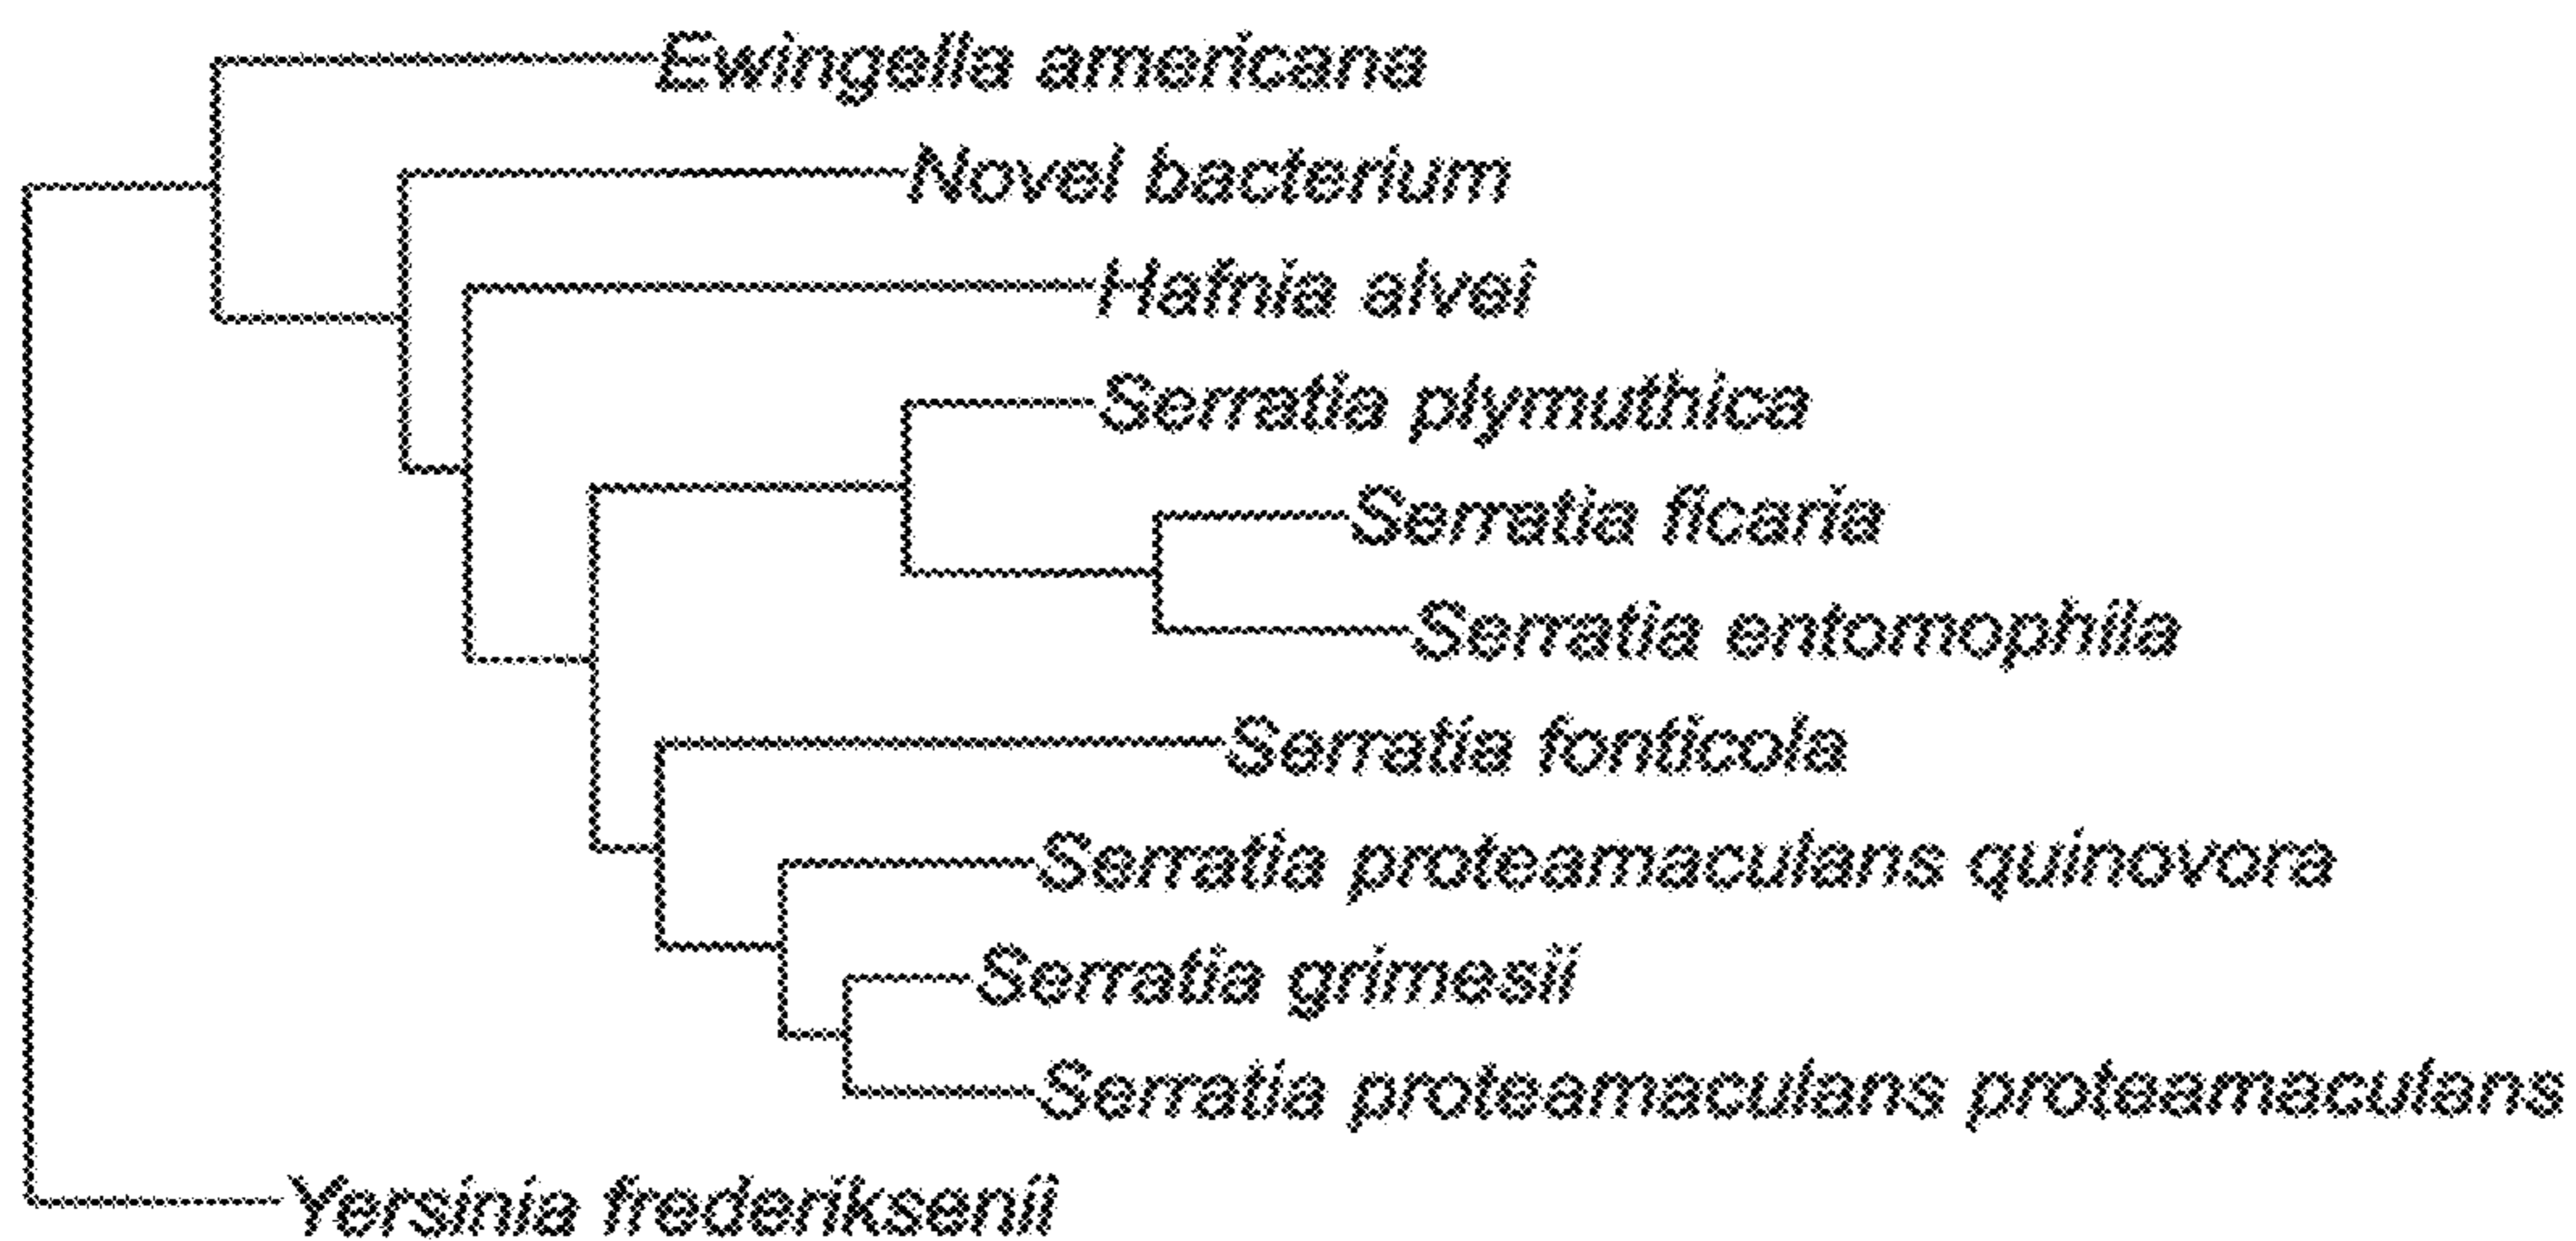 Ewingella americana
Novel bacterium
Hafnia alvei
Serratia plymuthica
Serratia ficaria
Serratia entomophila
Serratia fonticola
Serratia proteamaculans quinovora
Serratia grimesii
Serratia proteamaculans proteamaculans
Yersinia frederiksenii